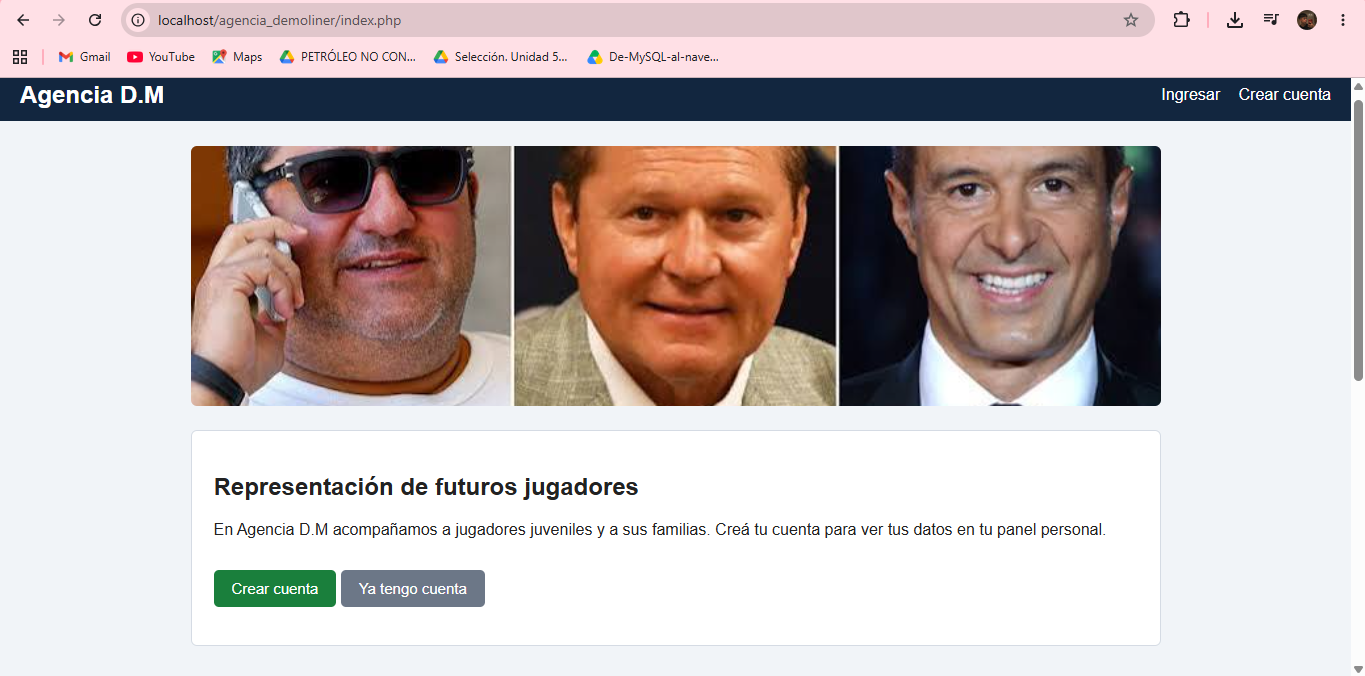 localhost/agencia_demoliner/index.php
Gmail YouTube Maps PETRÓLEO NO CON... Selección. Unidad 5... De-MySQL-al-nave...
Agencia D.M Ingresar Crear cuenta
Representación de futuros jugadores
En Agencia D.M acompañamos a jugadores juveniles y a sus familias. Creá tu cuenta para ver tus datos en tu panel personal.
Crear cuenta Ya tengo cuenta